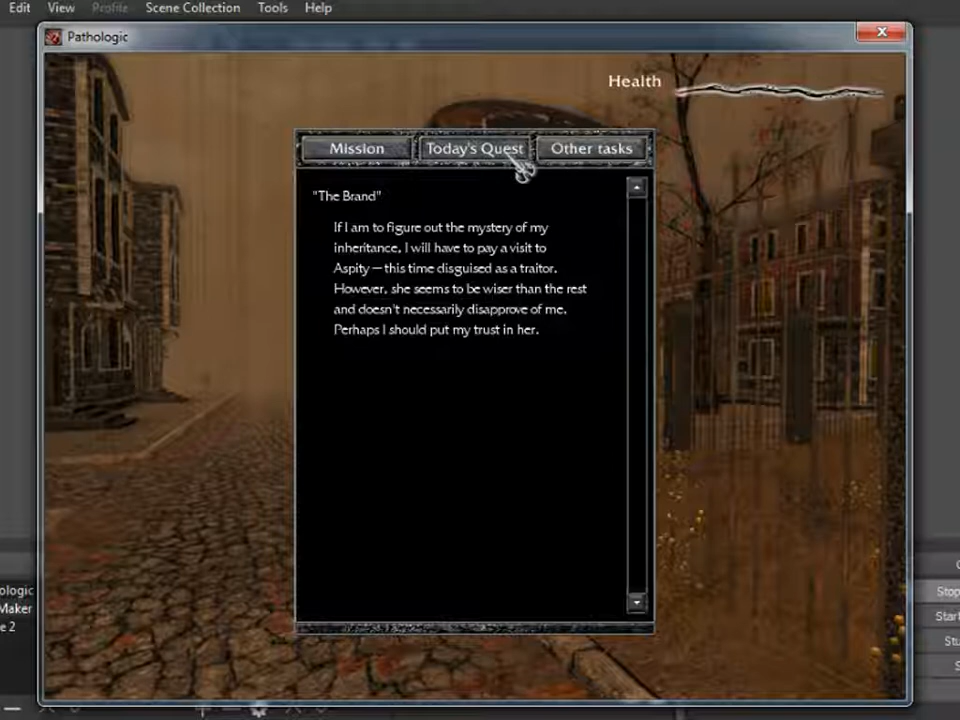 Edit View Profile Scene Collection Tools Help
Pathologic
Health
Mission Today's Quest Other tasks
"The Brand"
If I am to figure out the mystery of my
inheritance, I will have to pay a visit to
Aspity — this time disguised as a traitor.
However, she seems to be wiser than the rest
and doesn't necessarily disapprove of me.
Perhaps I should put my trust in her.
ologic
Maker
e 2
Stop
Start
Stu